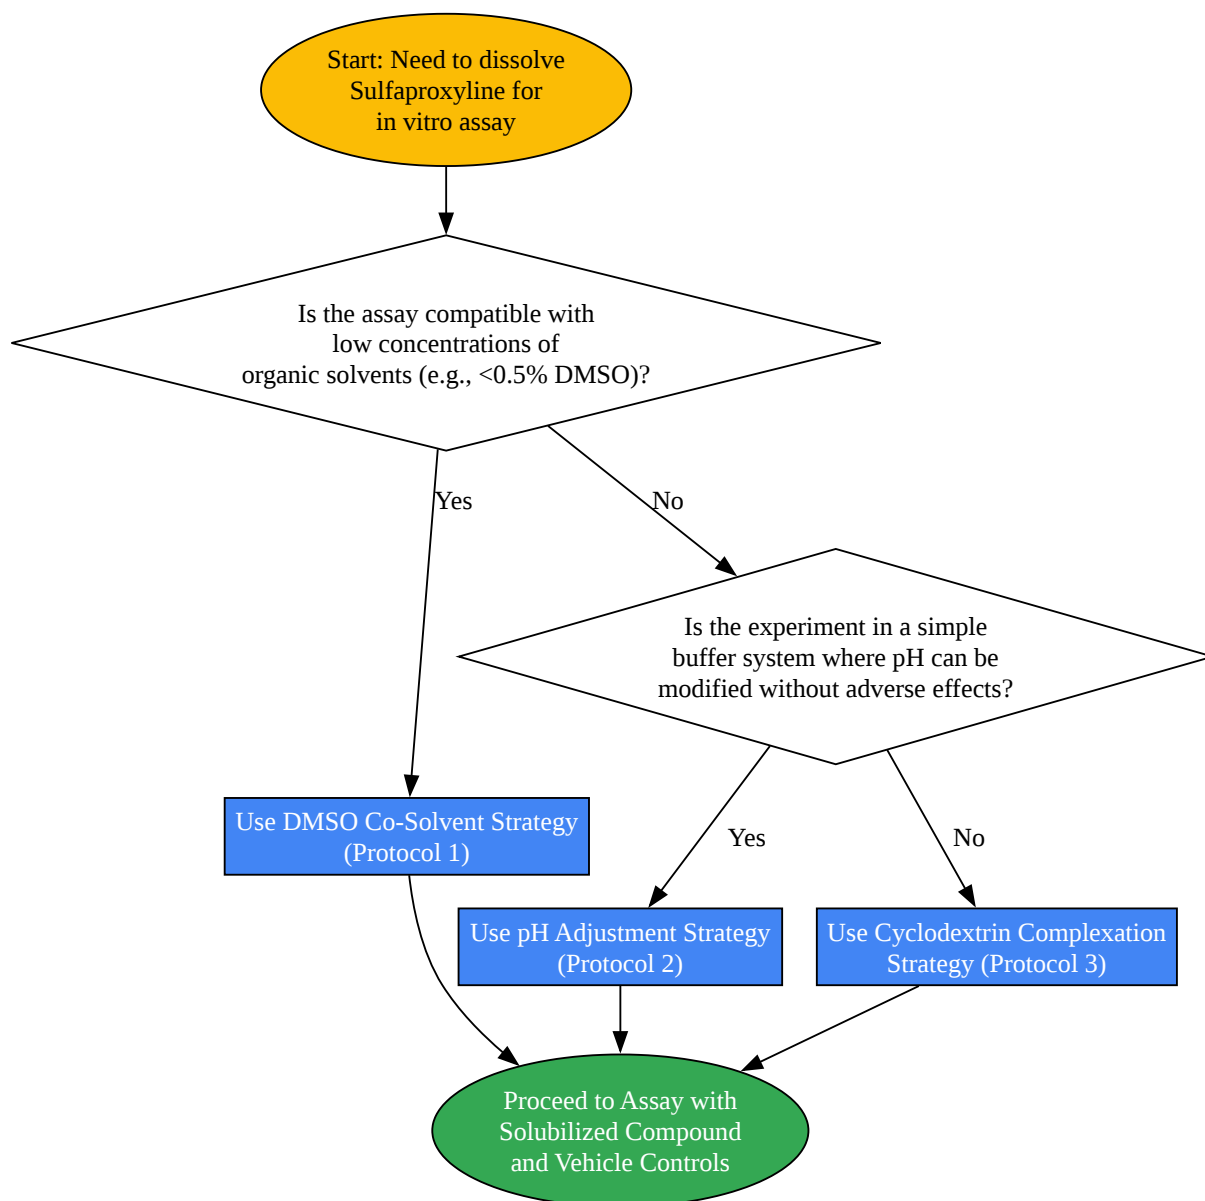 Start: Need to dissolve
Sulfaproxyline for
in vitro assay
Is the assay compatible with
low concentrations of
organic solvents (e.g., <0.5% DMSO)?
Yes
No
Is the experiment in a simple
buffer system where pH can be
modified without adverse effects?
Use DMSO Co-Solvent Strategy
(Protocol 1)
Yes
No
Use pH Adjustment Strategy
(Protocol 2)
Use Cyclodextrin Complexation
Strategy (Protocol 3)
Proceed to Assay with
Solubilized Compound
and Vehicle Controls